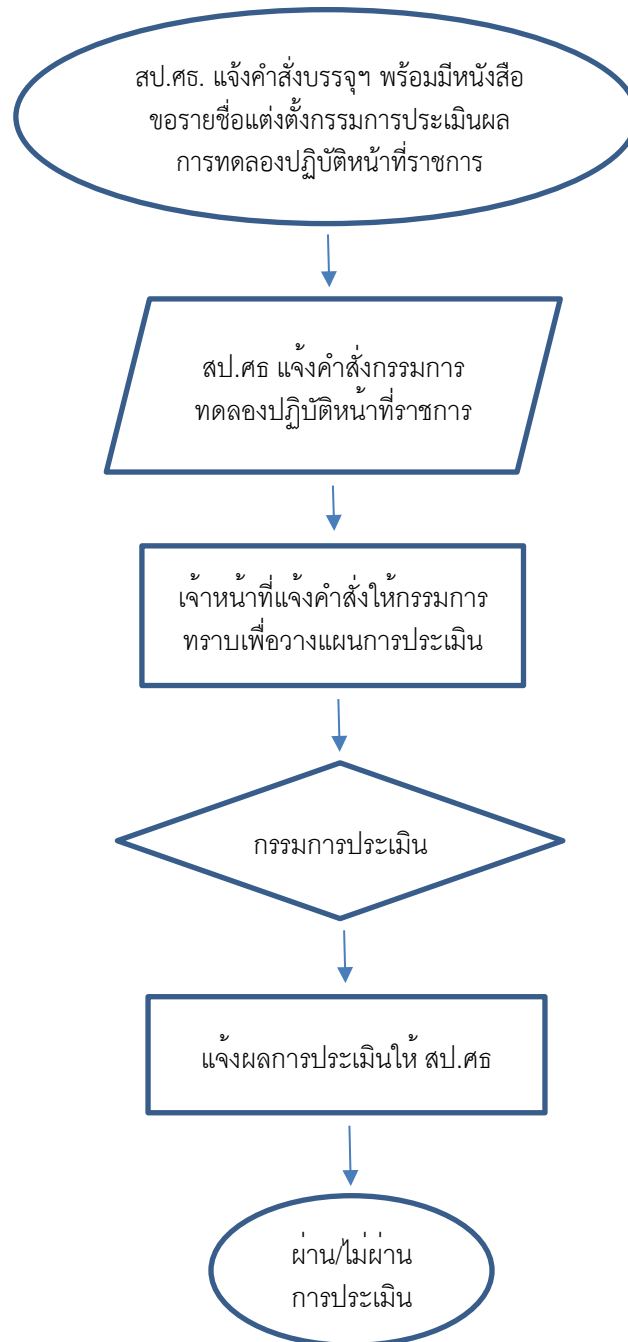 สป.ศธ. แจ้งคำสั่งบรรจุฯ พร้อมมีหนังสือ
ขอรายชื่อแต่งตั้งกรรมการประเมินผล
การทดลองปฏิบัติหน้าที่ราชการ
สป.ศธ แจ้งคำสั่งกรรมการ
ทดลองปฏิบัติหน้าที่ราชการ
เจ้าหน้าที่แจ้งคำสั่งให้กรรมการ
ทราบเพื่อวางแผนการประเมิน
กรรมการประเมิน
แจ้งผลการประเมินให้ สป.ศธ
ผ่าน/ไม่ผ่าน
การประเมิน